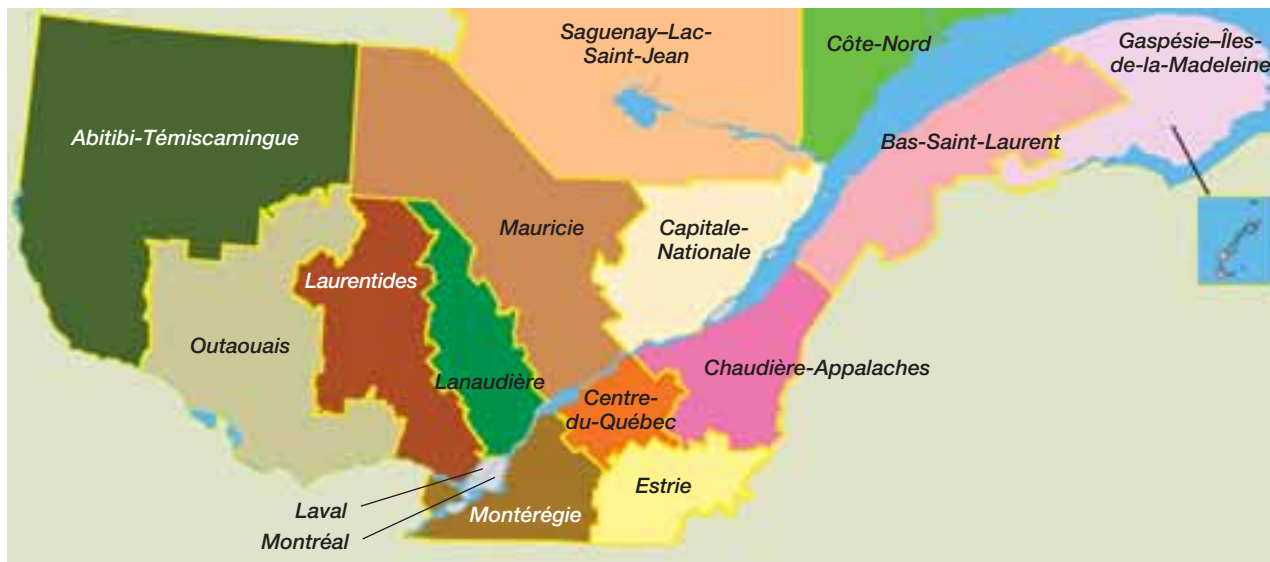 Saguenay–Lac-
Saint-Jean
Côte-Nord
Gaspésie–Îles-
de-la-Madeleine
Abitibi-Témiscamingue
Bas-Saint-Laurent
Mauricie
Capitale-
Nationale
Laurentides
Outaouais
Lanaudière
Chaudière-Appalaches
Centre-
du-Québec
Estrie
Laval
Montérégie
Montréal